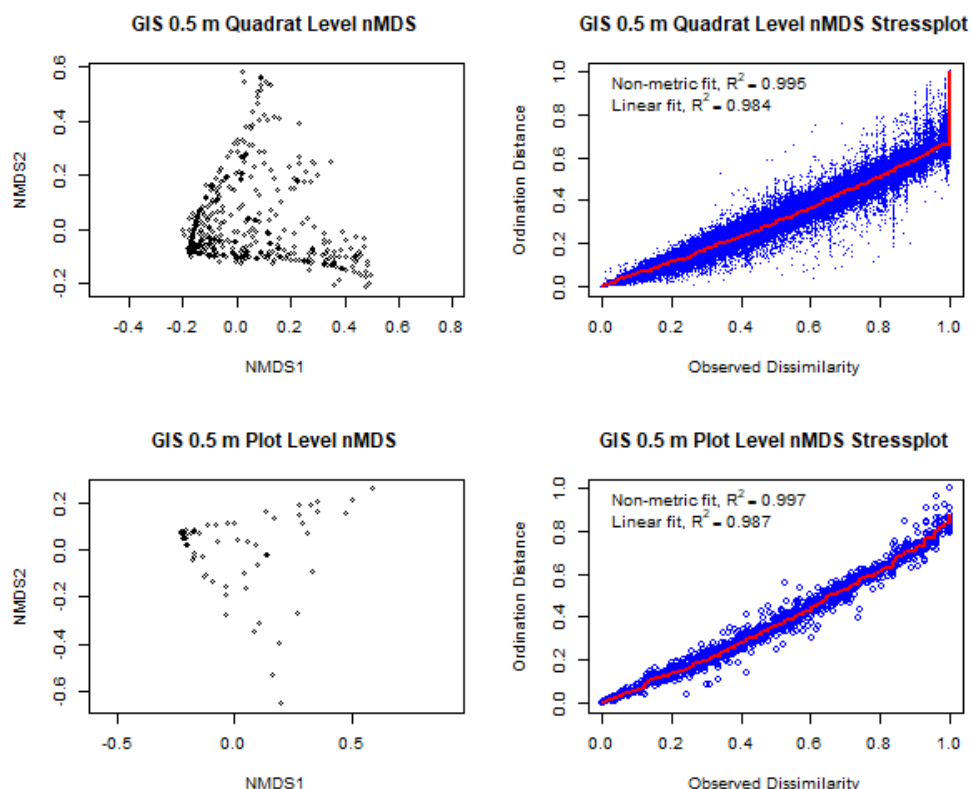 GIS 0.5 m Quadrat Level nMDS
NMDS2
0.6
0.4
0.2
0.0
-0.2
-0.4 -0.2 0.0 0.2 0.4 0.6 0.8
NMDS1
GIS 0.5 m Quadrat Level nMDS Stressplot
Ordination Distance
1.0
0.8
0.6
0.4
0.2
0.0
Non-metric fit, R² = 0.995
Linear fit, R² = 0.984
0.0 0.2 0.4 0.6 0.8 1.0
Observed Dissimilarity
GIS 0.5 m Plot Level nMDS
NMDS2
0.2
0.0
-0.2
-0.4
-0.6
-0.5 0.0 0.5
NMDS1
GIS 0.5 m Plot Level nMDS Stressplot
Ordination Distance
1.0
0.8
0.6
0.4
0.2
0.0
Non-metric fit, R² = 0.997
Linear fit, R² = 0.987
0.0 0.2 0.4 0.6 0.8 1.0
Observed Dissimilarity